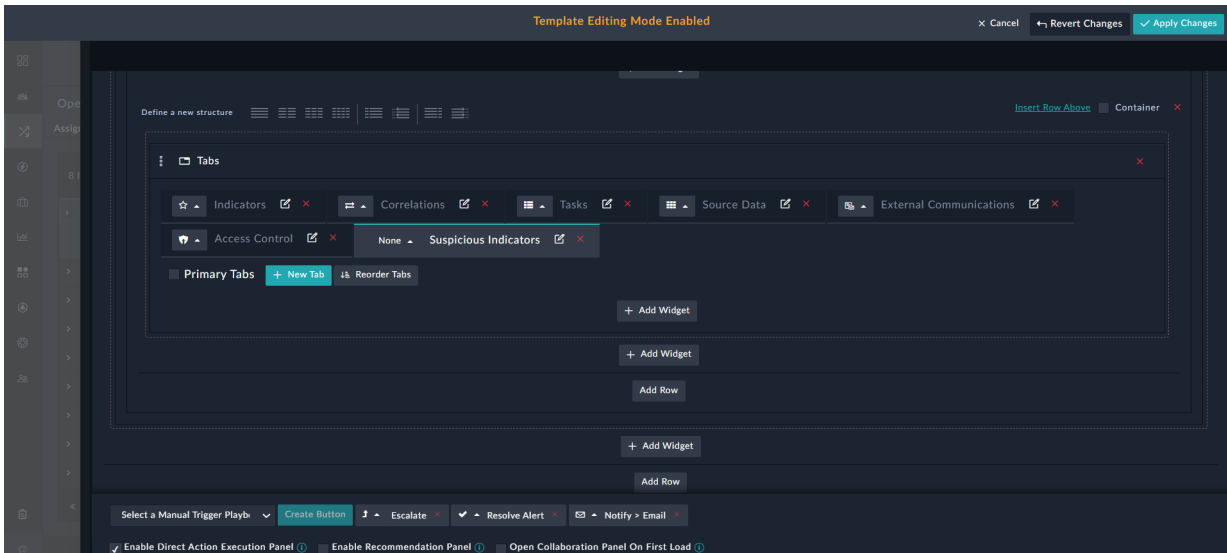 Template Editing Mode Enabled
× Cancel
Revert Changes
Apply Changes
Ope
Assig
8 I
Define a new structure
Insert Row Above
Container
Tabs
Indicators
Correlations
Tasks
Source Data
External Communications
Access Control
None
Suspicious Indicators
Primary Tabs
+ New Tab
Reorder Tabs
+ Add Widget
+ Add Widget
Add Row
+ Add Widget
Add Row
Select a Manual Trigger Playb
Create Button
Escalate
Resolve Alert
Notify > Email
Enable Direct Action Execution Panel
Enable Recommendation Panel
Open Collaboration Panel On First Load